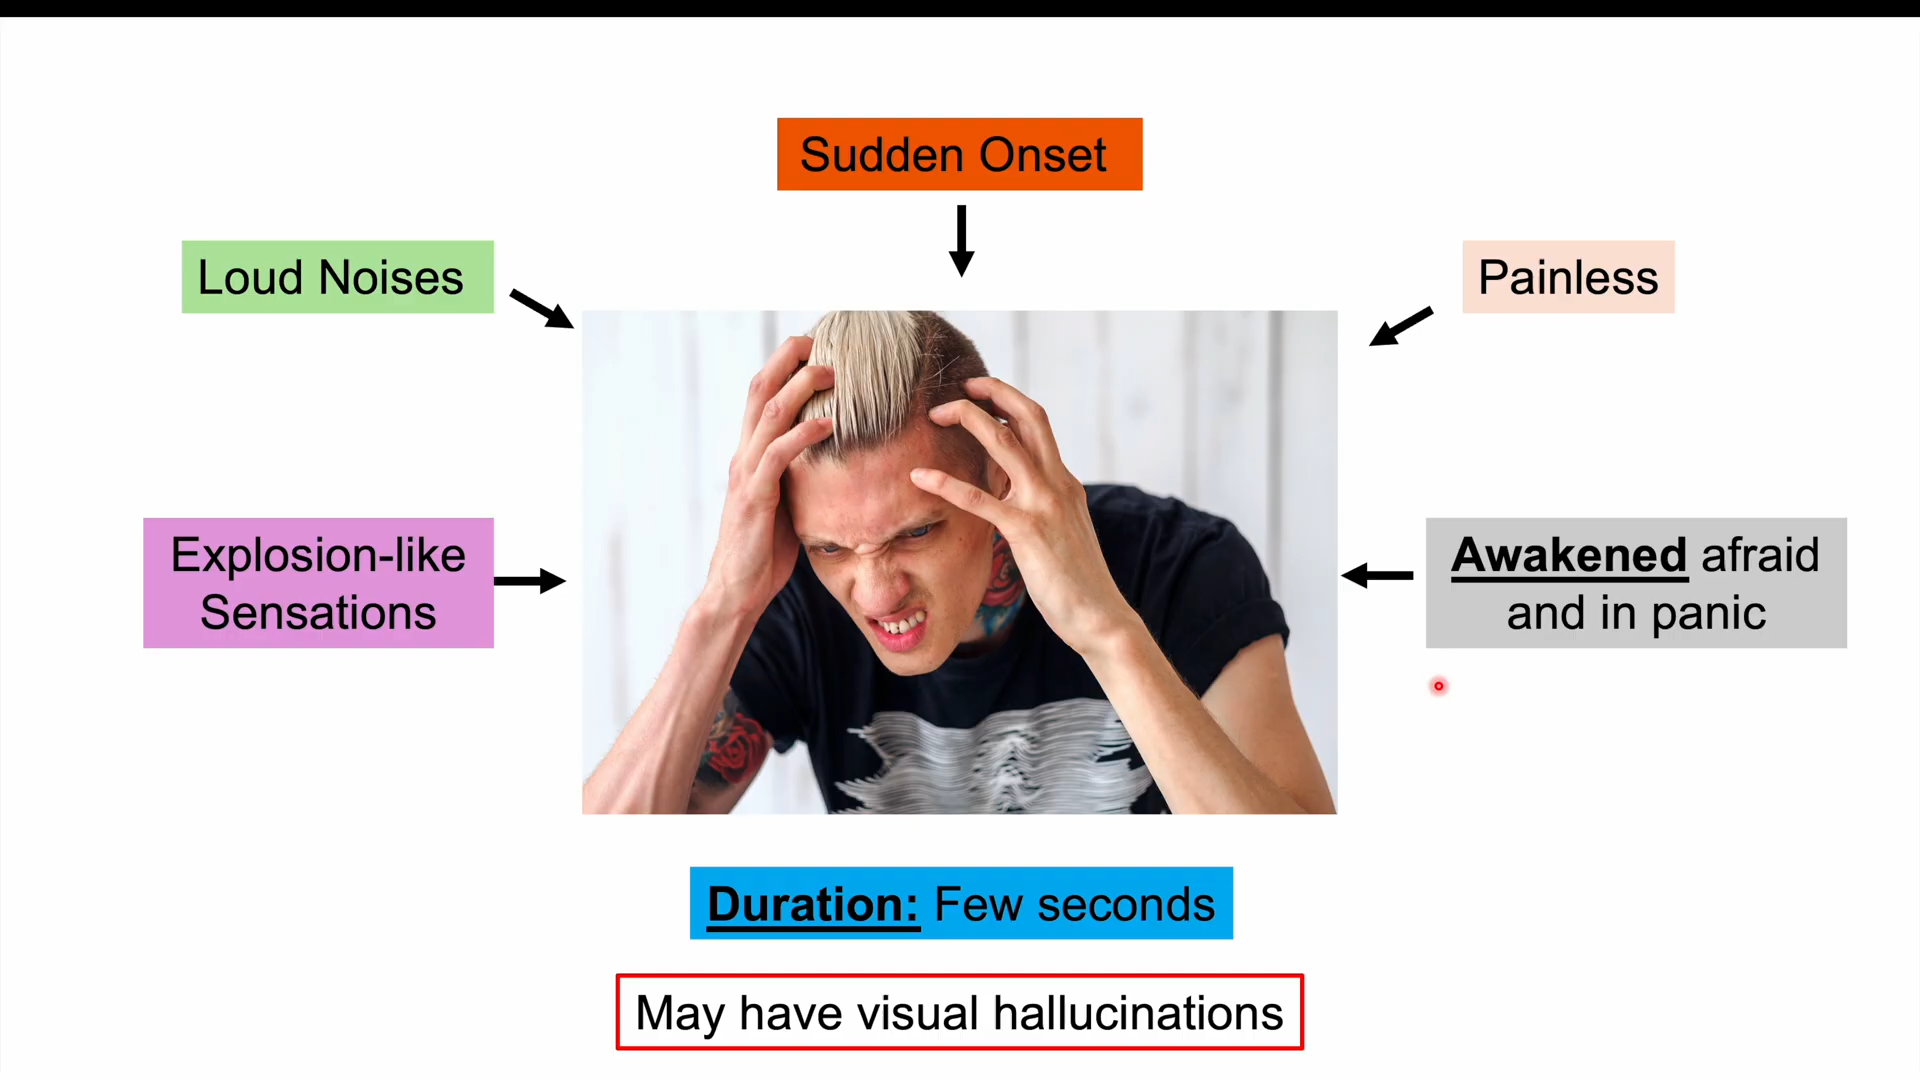 Sudden Onset
Loud Noises
Painless
Explosion-like
Sensations
Awakened afraid
and in panic
Duration: Few seconds
May have visual hallucinations